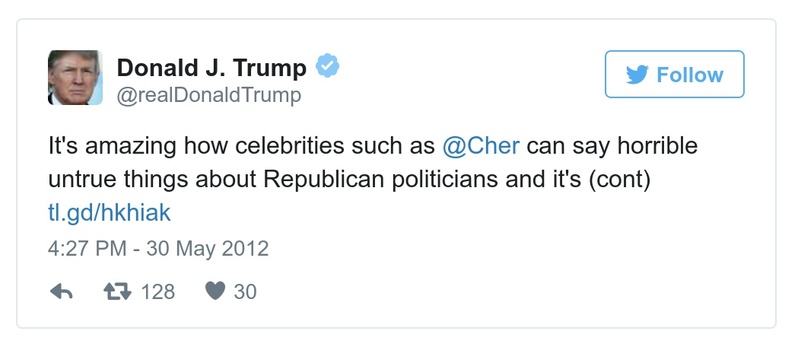 Donald J. Trump
@realDonaldTrump
Follow
It's amazing how celebrities such as @Cher can say horrible
untrue things about Republican politicians and it's (cont)
tl.gd/hkhiak
4:27 PM - 30 May 2012
128 30